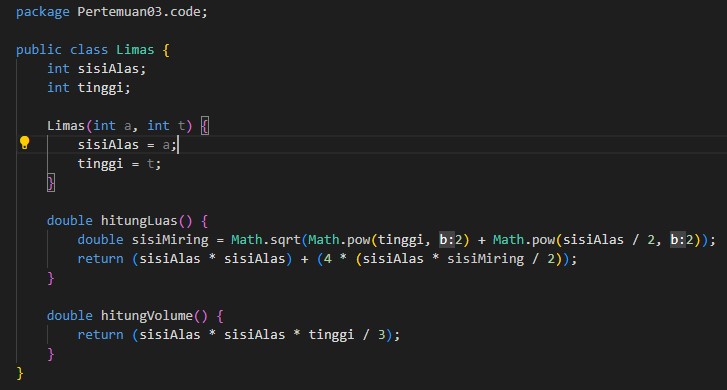 package Pertemuan03.code;
public class Limas {
int sisiAlas;
int tinggi;
Limas(int a, int t) {
sisiAlas = a;
tinggi = t;
}
double hitungLuas() {
double sisiMiring = Math.sqrt(Math.pow(tinggi, b:2) + Math.pow(sisiAlas / 2, b:2));
return (sisiAlas * sisiAlas) + (4 * (sisiAlas * sisiMiring / 2));
}
double hitungVolume() {
return (sisiAlas * sisiAlas * tinggi / 3);
}
}